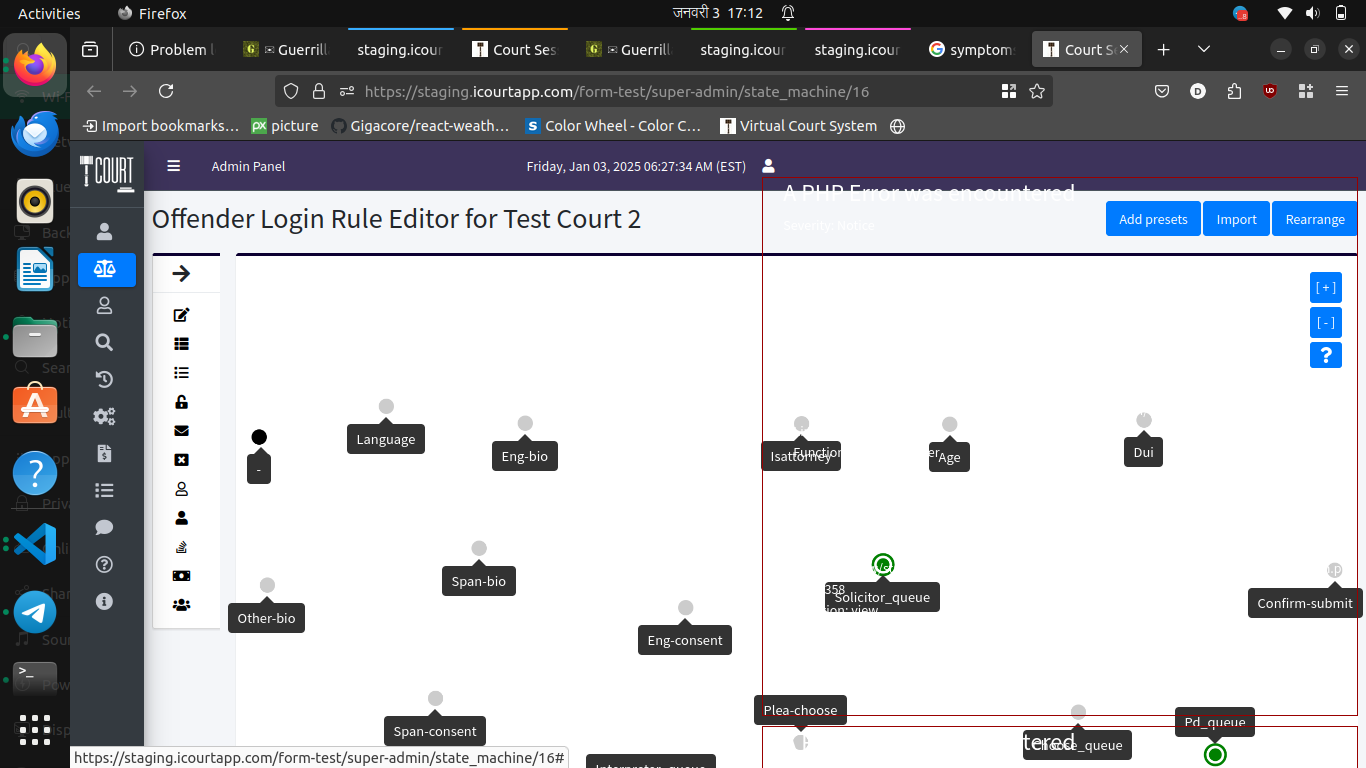 Activities
Firefox
जनवरी 3 17:12
Problem l
Guerrill
staging.icour
Court Ses
Guerrill
staging.icour
staging.icour
symptom
Court Se
https://staging.icourtapp.com/form-test/super-admin/state_machine/16
Import bookmarks…
picture
Gigacore/react-weath…
Color Wheel - Color C…
Virtual Court System
COURT
Admin Panel
Friday, Jan 03, 2025 06:27:34 AM (EST)
A PHP Error was encountered
Severity: Notice
Offender Login Rule Editor for Test Court 2
Add presets
Import
Rearrange
[ + ]
[ - ]
?
Language
Eng-bio
-
Isattorney
Age
Dui
Span-bio
Other-bio
Solicitor_queue
358
Confirm-submit
Eng-consent
Plea-choose
Span-consent
Pd_queue
Choose_queue
Interpreter_queue
https://staging.icourtapp.com/form-test/super-admin/state_machine/16#